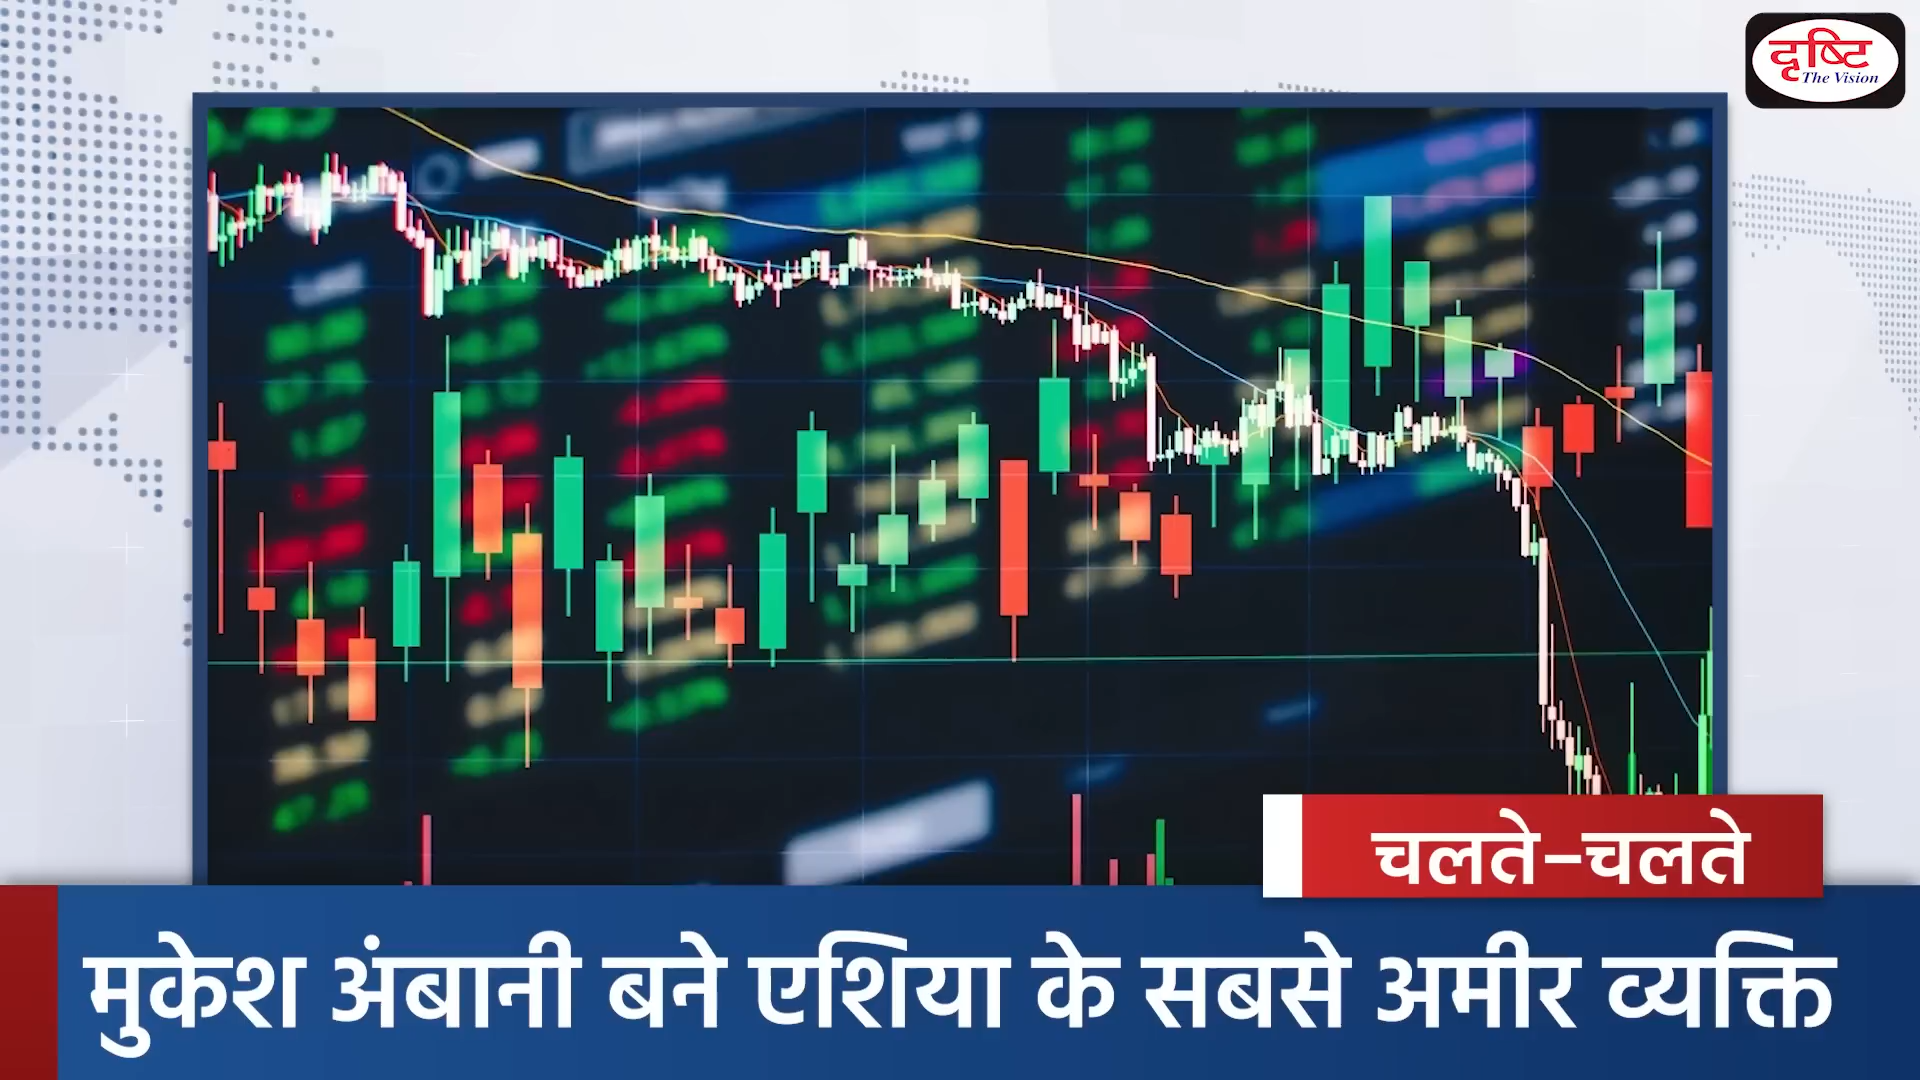 दृष्टि
The Vision
चलते-चलते
मुकेश अंबानी बने एशिया के सबसे अमीर व्यक्ति